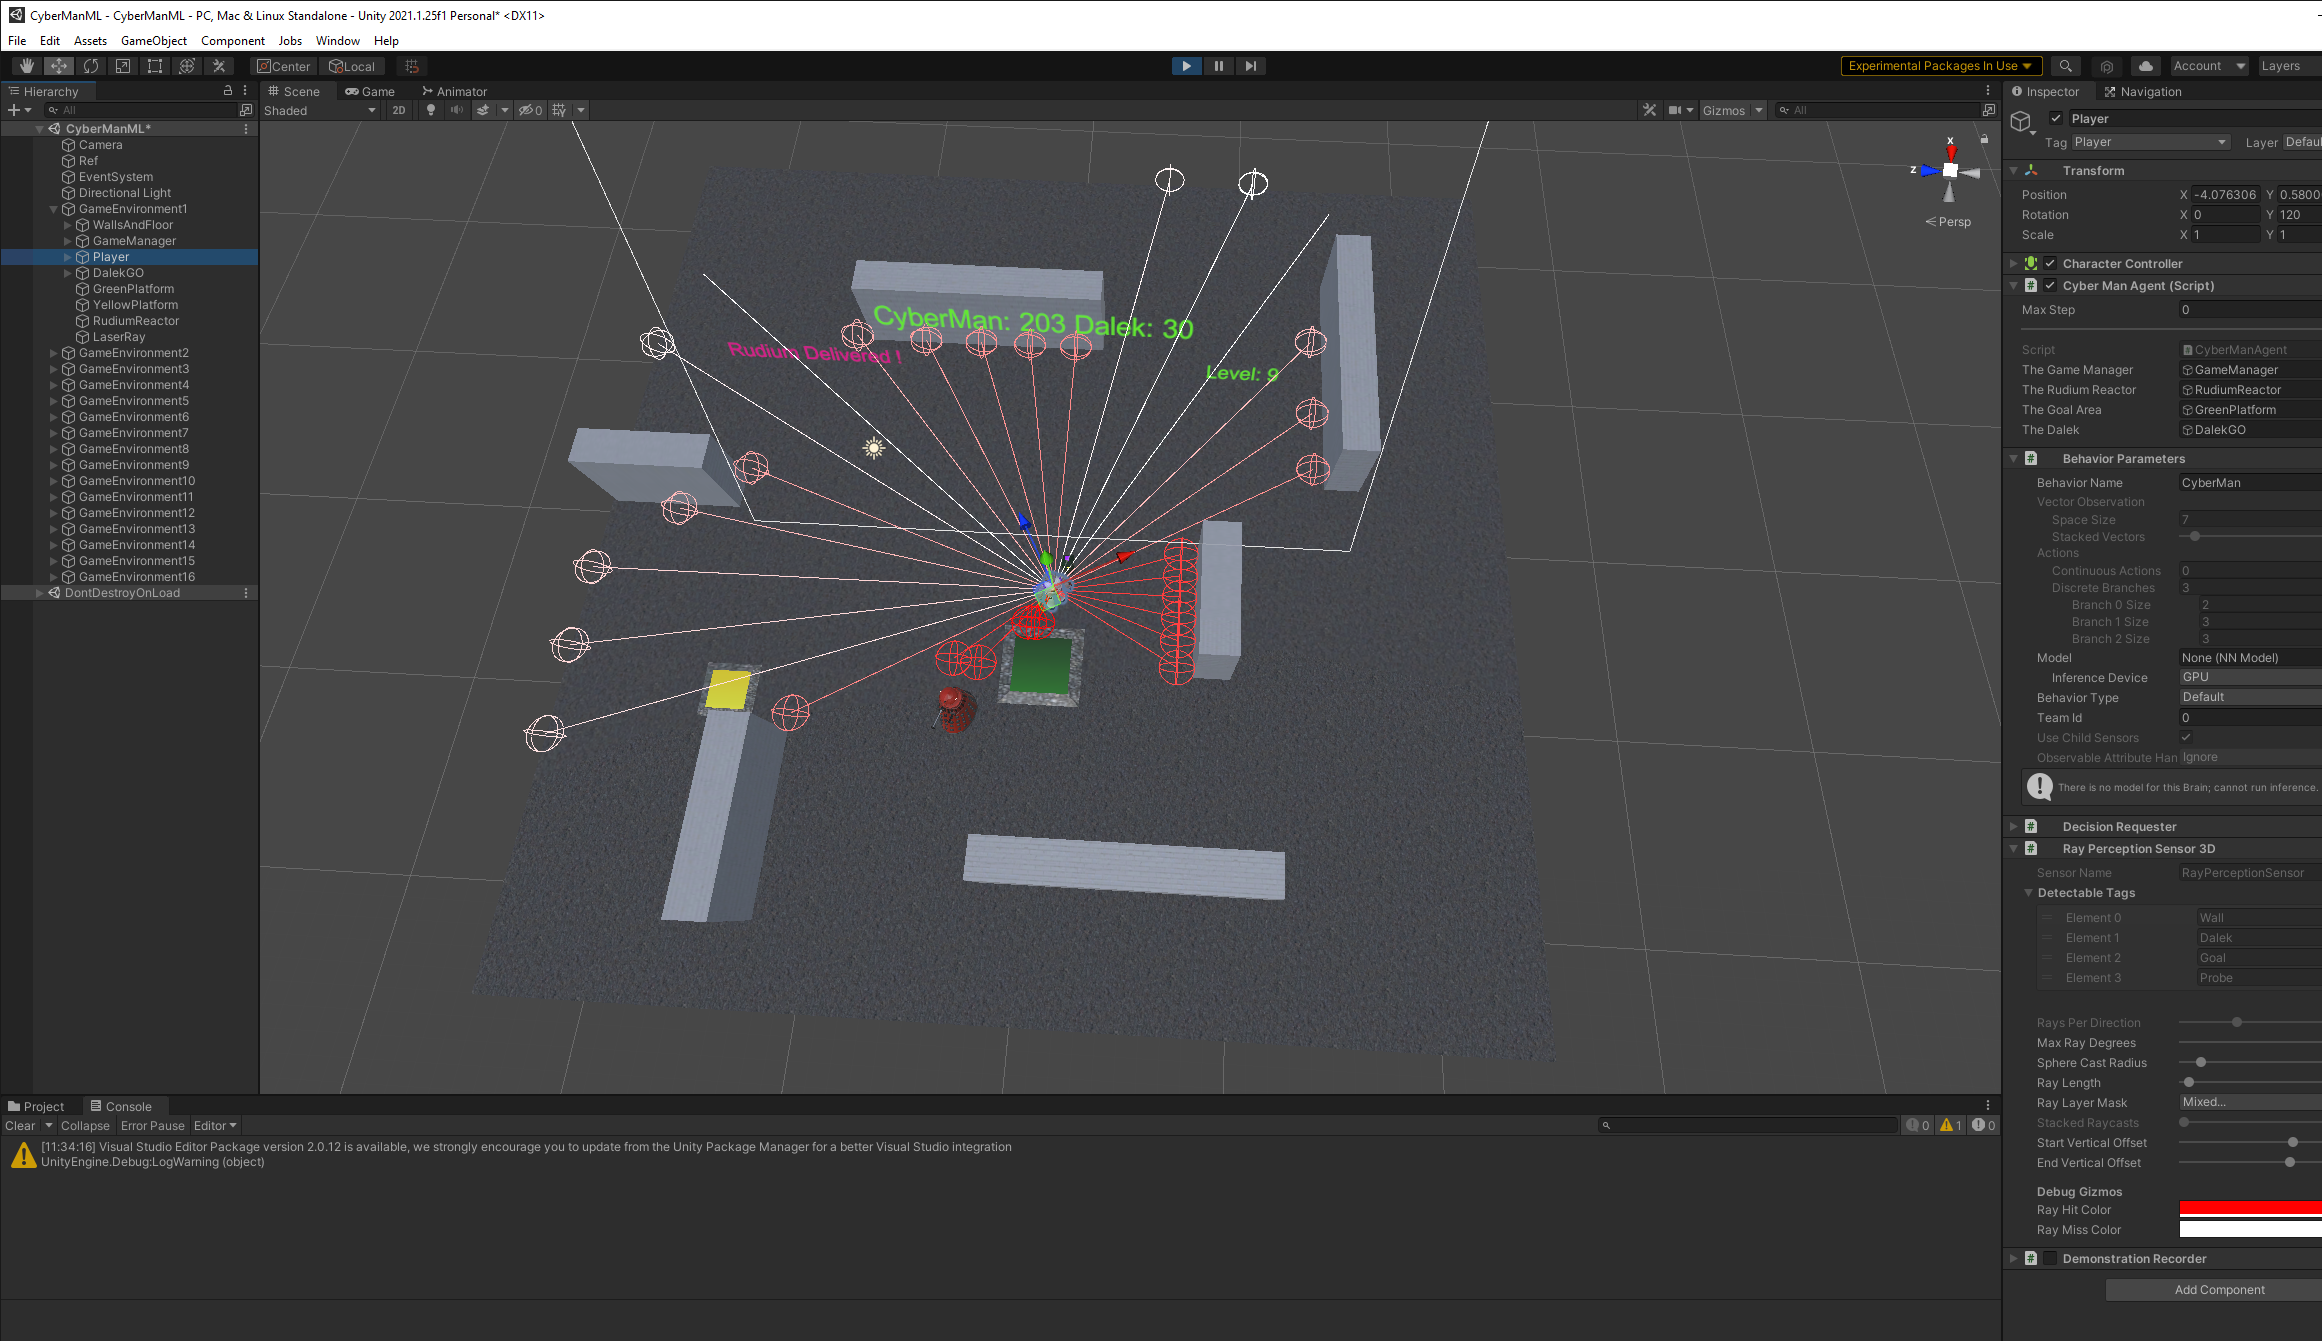 CyberManML - CyberManML - PC, Mac & Linux Standalone - Unity 2021.1.25f1 Personal* <DX11>
File Edit Assets GameObject Component Jobs Window Help
Center Local Experimental Packages In Use Account Layers
Hierarchy
All
CyberManML*
Camera
Ref
EventSystem
Directional Light
GameEnvironment1
WallsAndFloor
GameManager
Player
DalekGO
GreenPlatform
YellowPlatform
RudiumReactor
LaserRay
GameEnvironment2
GameEnvironment3
GameEnvironment4
GameEnvironment5
GameEnvironment6
GameEnvironment7
GameEnvironment8
GameEnvironment9
GameEnvironment10
GameEnvironment11
GameEnvironment12
GameEnvironment13
GameEnvironment14
GameEnvironment15
GameEnvironment16
DontDestroyOnLoad
Scene Game Animator
Shaded 2D 0 Gizmos All
x
z
Persp
CyberMan: 203 Dalek: 30
Rudium Delivered !
Level: 9
Inspector Navigation
Player
Tag Player Layer Defaul
Transform
Position X -4.076306 Y 0.5800
Rotation X 0 Y 120
Scale X 1 Y 1
Character Controller
Cyber Man Agent (Script)
Max Step 0
Script CyberManAgent
The Game Manager GameManager
The Rudium Reactor RudiumReactor
The Goal Area GreenPlatform
The Dalek DalekGO
Behavior Parameters
Behavior Name CyberMan
Vector Observation
Space Size 7
Stacked Vectors
Actions
Continuous Actions 0
Discrete Branches 3
Branch 0 Size 2
Branch 1 Size 3
Branch 2 Size 3
Model None (NN Model)
Inference Device GPU
Behavior Type Default
Team Id 0
Use Child Sensors
Observable Attribute Han Ignore
There is no model for this Brain; cannot run inference.
Decision Requester
Ray Perception Sensor 3D
Sensor Name RayPerceptionSensor
Detectable Tags
Element 0 Wall
Element 1 Dalek
Element 2 Goal
Element 3 Probe
Rays Per Direction
Max Ray Degrees
Sphere Cast Radius
Ray Length
Ray Layer Mask Mixed...
Stacked Raycasts
Start Vertical Offset
End Vertical Offset
Debug Gizmos
Ray Hit Color
Ray Miss Color
Demonstration Recorder
Add Component
Project Console
Clear Collapse Error Pause Editor 0 1 0
[11:34:16] Visual Studio Editor Package version 2.0.12 is available, we strongly encourage you to update from the Unity Package Manager for a better Visual Studio integration
UnityEngine.Debug:LogWarning (object)